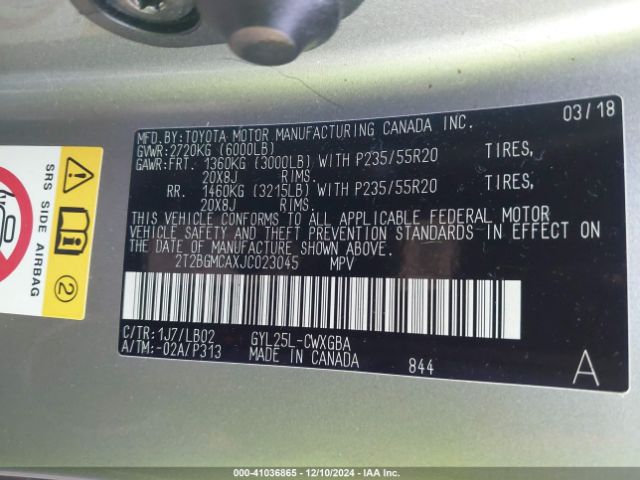 MFD.BY:TOYOTA MOTOR MANUFACTURING CANADA INC. 03/18
GVWR:2720KG (6000LB)
GAWR:FRT. 1360KG (3000LB) WITH P235/55R20 TIRES,
20X8J RIMS.
RR. 1460KG (3215LB) WITH P235/55R20 TIRES,
20X8J RIMS.
THIS VEHICLE CONFORMS TO ALL APPLICABLE FEDERAL MOTOR
VEHICLE SAFETY AND THEFT PREVENTION STANDARDS IN EFFECT ON
THE DATE OF MANUFACTURE SHOWN ABOVE.
2T2BGMCAXJC023045 MPV
C/TR:1J7/LB02 GYL25L-CWXGBA
A/TM:-02A/P313 MADE IN CANADA 844 A
SRS SIDE AIRBAG
2
000-41036865 - 12/10/2024 - IAA Inc.